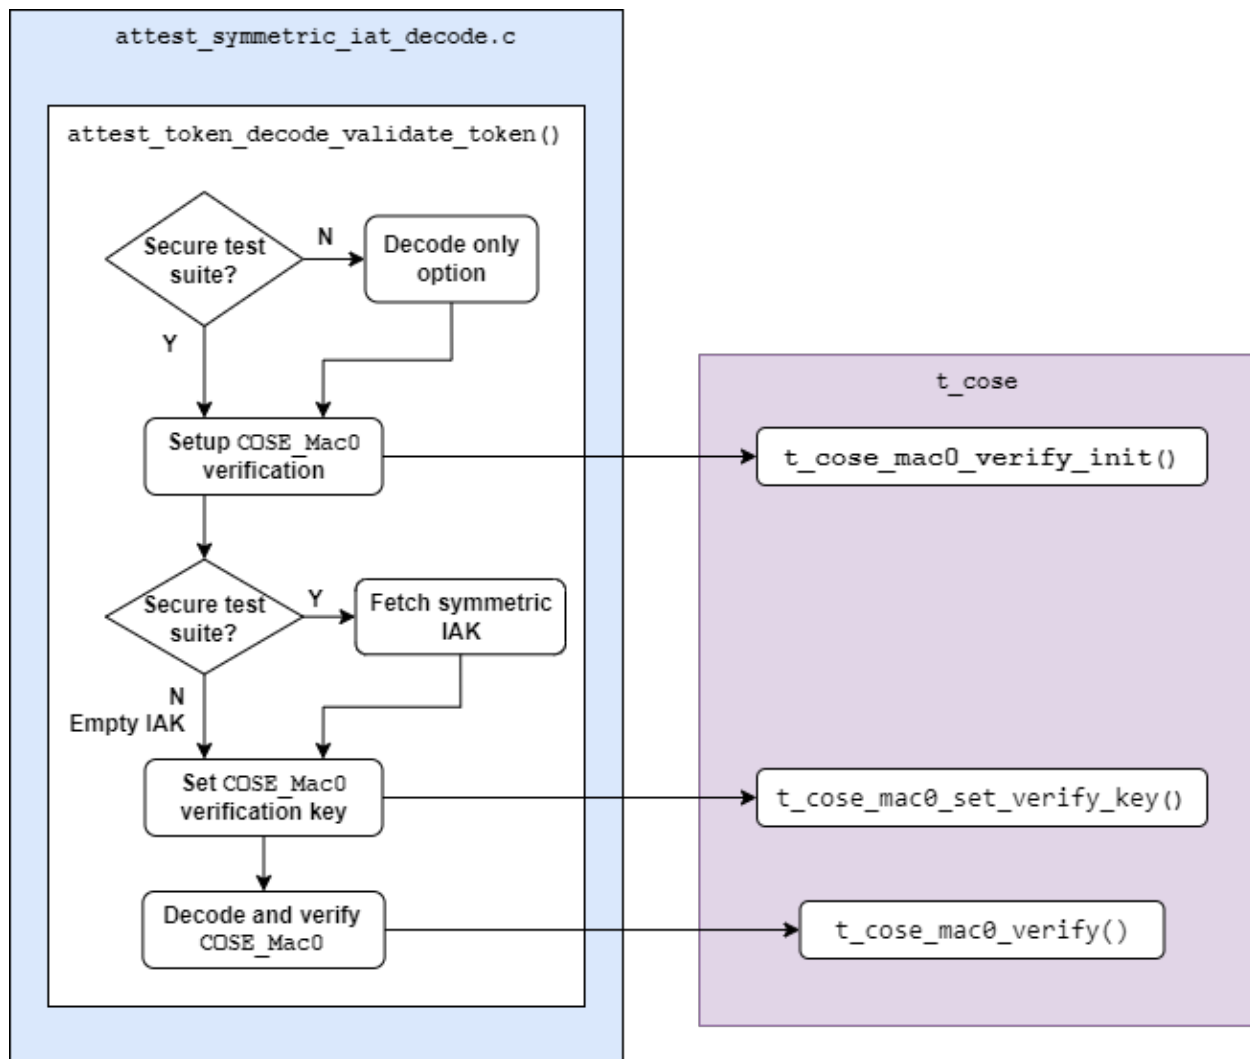 attest_symmetric_iat_decode.c
attest_token_decode_validate_token()
Secure test
suite?
N
Decode only
option
Y
Setup COSE_Mac0
verification
Secure test
suite?
Y
Fetch symmetric
IAK
N
Empty IAK
Set COSE_Mac0
verification key
Decode and verify
COSE_Mac0
t_cose
t_cose_mac0_verify_init()
t_cose_mac0_set_verify_key()
t_cose_mac0_verify()